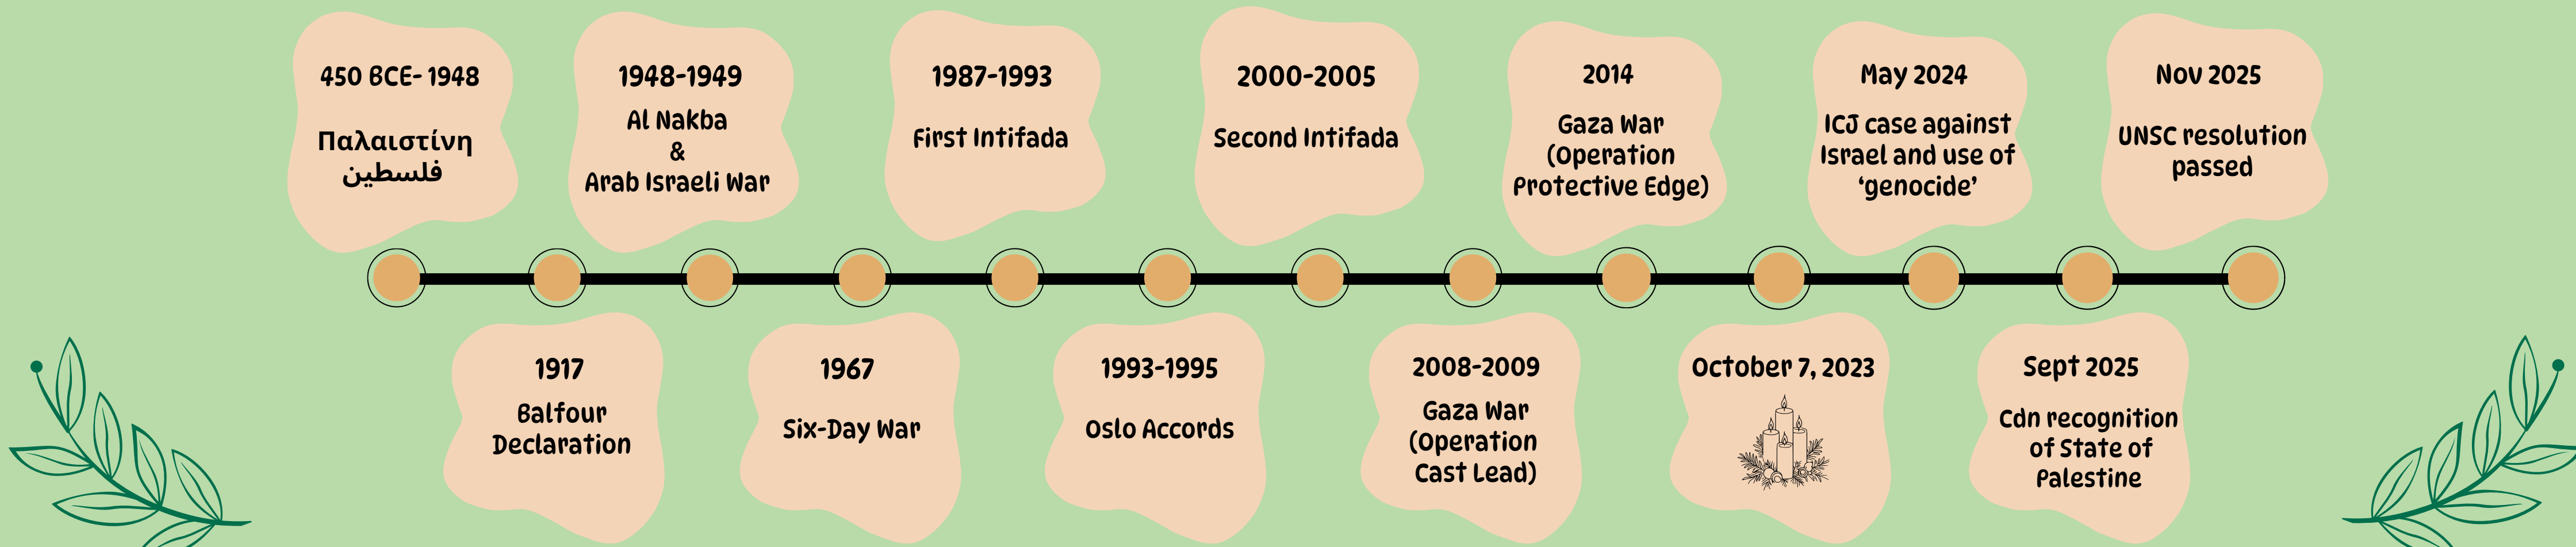 450 BCE- 1948
Παλαιστίνη
فلسطين
1948-1949
Al Nakba
&
Arab Israeli War
1987-1993
First Intifada
2000-2005
Second Intifada
2014
Gaza War
(Operation
Protective Edge)
May 2024
ICJ case against
Israel and use of
‘genocide’
Nov 2025
UNSC resolution
passed
1917
Balfour
Declaration
1967
Six-Day War
1993-1995
Oslo Accords
2008-2009
Gaza War
(Operation
Cast Lead)
October 7, 2023
Sept 2025
Cdn recognition
of State of
Palestine